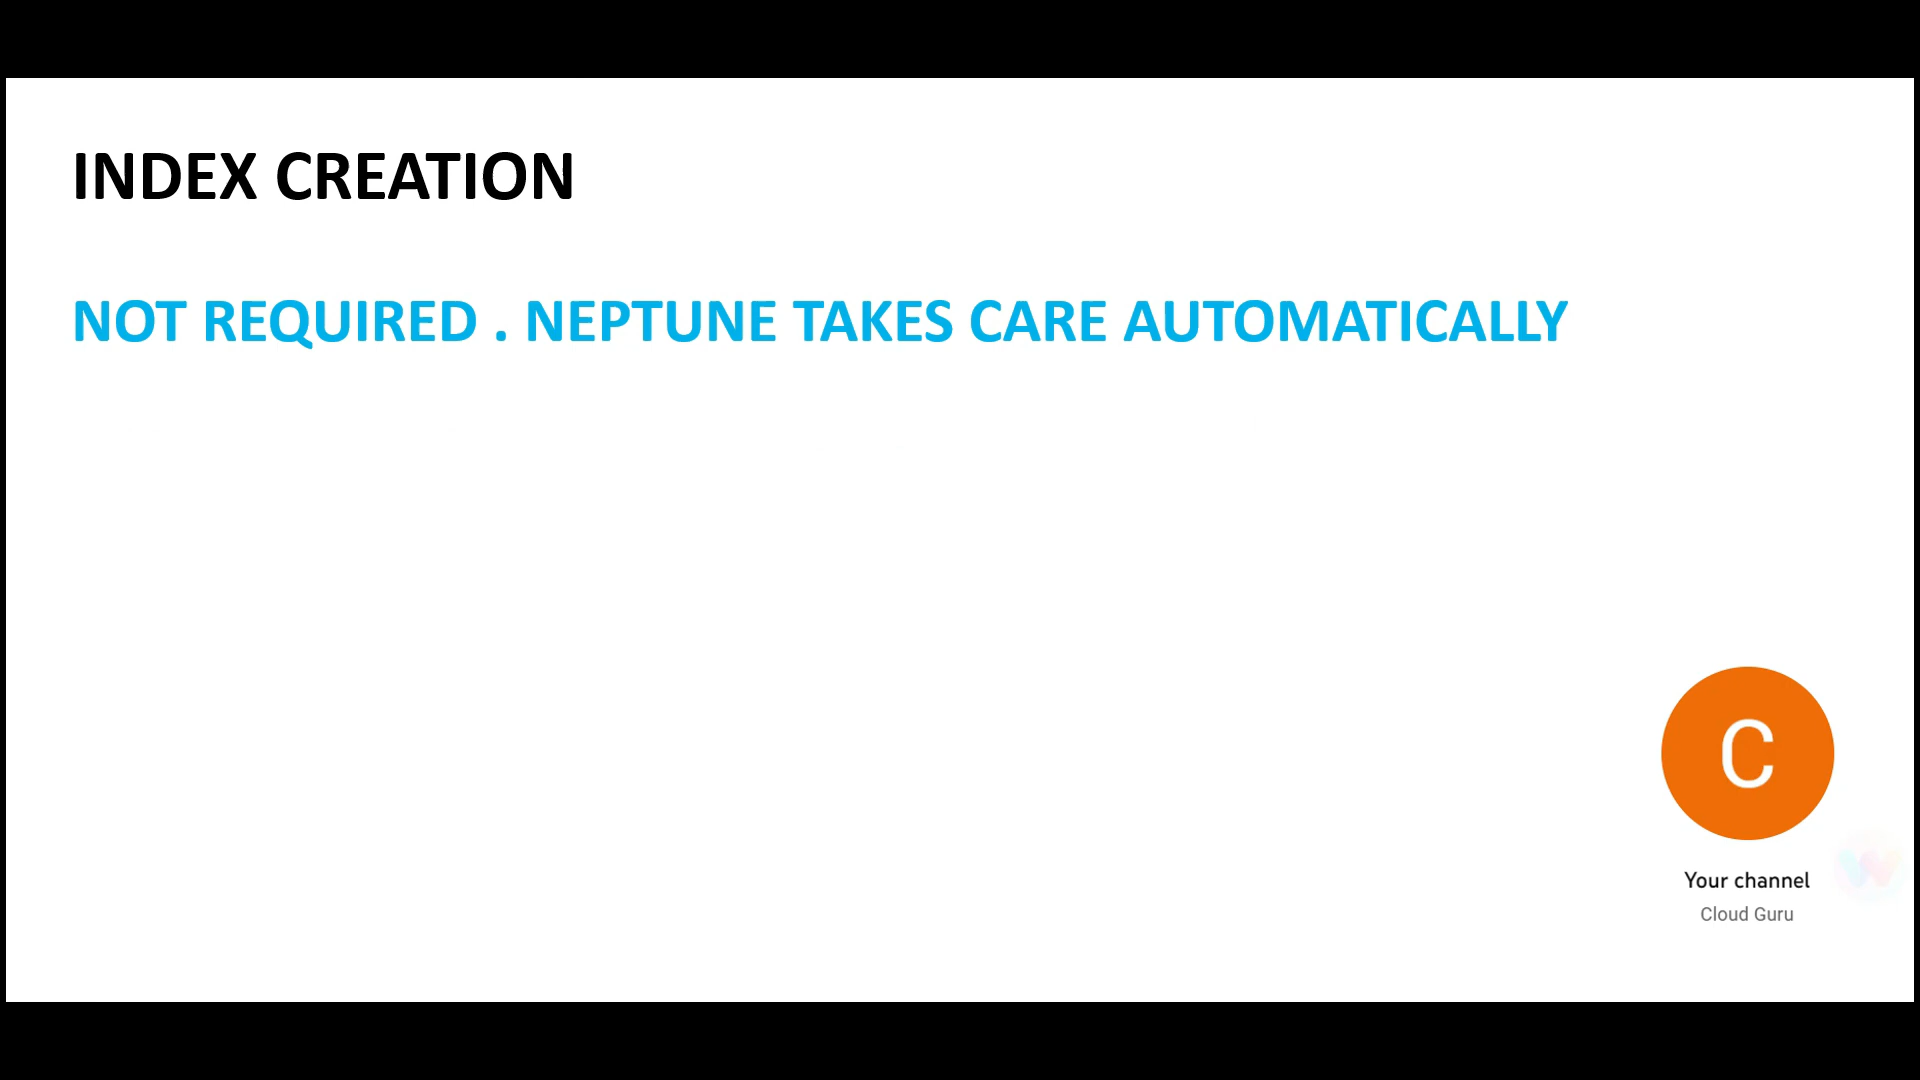 INDEX CREATION
NOT REQUIRED . NEPTUNE TAKES CARE AUTOMATICALLY
C
Your channel
Cloud Guru